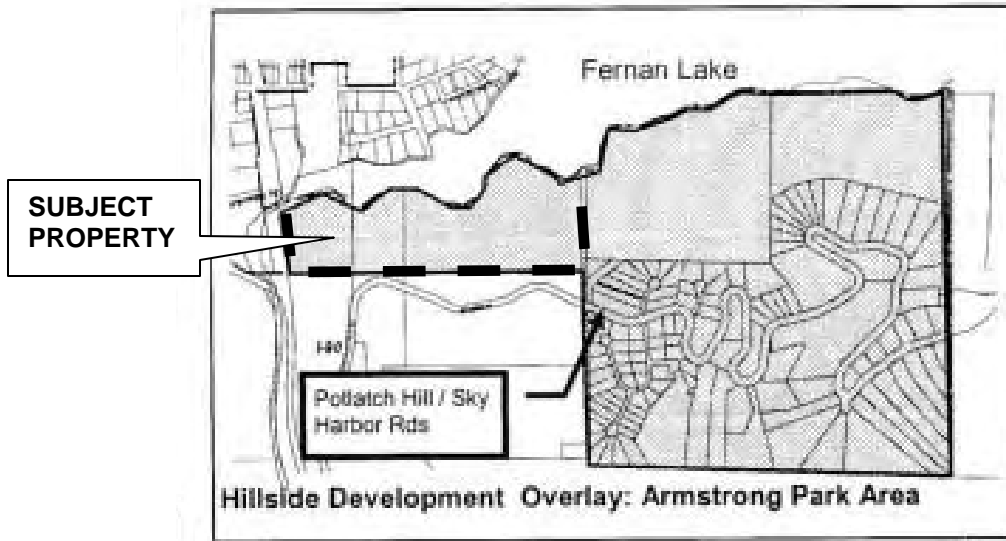 Fernan Lake
SUBJECT
PROPERTY
Potlatch Hill / Sky
Harbor Rds
Hillside Development Overlay: Armstrong Park Area